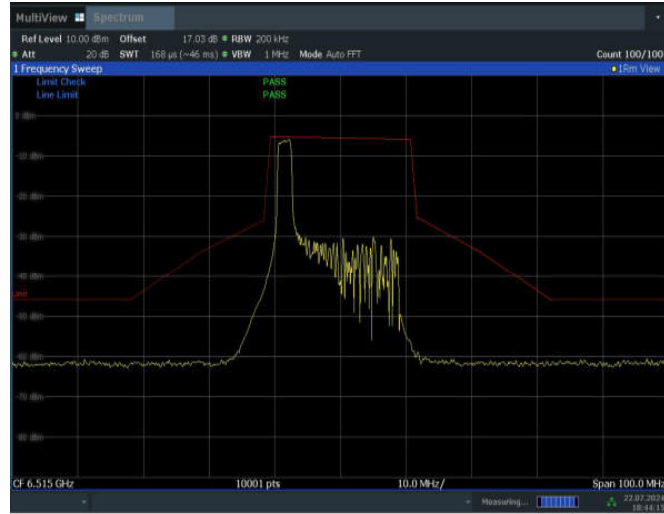 MultiView Spectrum
Ref Level 10.00 dBm Offset 17.03 dB RBW 200 kHz
Att 20 dB SWT 168 µs (~46 ms) VBW 1 MHz Mode Auto FFT Count 100/100
1 Frequency Sweep 1Rm View
Limit Check PASS
Line Limit PASS
0 dBm
-10 dBm
-20 dBm
-30 dBm
-40 dBm
-50 dBm
-60 dBm
-70 dBm
-80 dBm
CF 6.515 GHz 10001 pts 10.0 MHz/ Span 100.0 MHz
Measuring... 22.07.2024